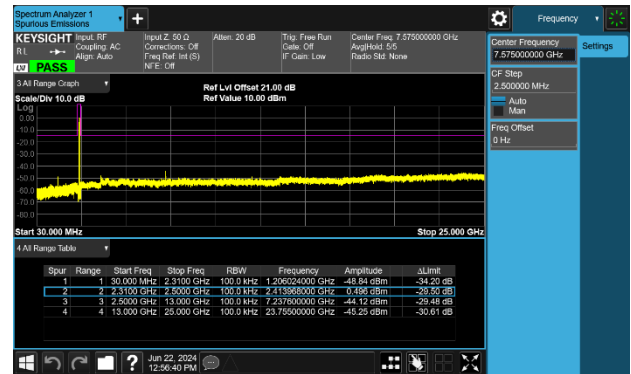 Spectrum Analyzer 1
Spurious Emissions
Frequency
KEYSIGHT Input: RF
RL
Coupling: AC
Align: Auto
Input Z: 50 Ω
Corrections: Off
Freq Ref: Int (S)
NFE: Off
Atten: 20 dB
Trig: Free Run
Gate: Off
IF Gain: Low
Center Freq: 7.575000000 GHz
Avg|Hold: 5/5
Radio Std: None
LXI PASS
Center Frequency
7.575000000 GHz
Settings
CF Step
2.500000 MHz
Auto
Man
Freq Offset
0 Hz
3 All Range Graph
Scale/Div 10.0 dB
Ref Lvl Offset 21.00 dB
Ref Value 10.00 dBm
Log
0.00
-10.0
-20.0
-30.0
-40.0
-50.0
-60.0
-70.0
-80.0
Start 30.000 MHz
Stop 25.000 GHz
4 All Range Table
Spur Range Start Freq Stop Freq RBW Frequency Amplitude ΔLimit
1 1 30.000 MHz 2.3100 GHz 100.0 kHz 1.206024000 GHz -48.84 dBm -34.20 dB
2 2 2.3100 GHz 2.5000 GHz 100.0 kHz 2.413968000 GHz 0.496 dBm -29.50 dB
3 3 2.5000 GHz 13.000 GHz 100.0 kHz 7.237600000 GHz -44.12 dBm -29.48 dB
4 4 13.000 GHz 25.000 GHz 100.0 kHz 23.75500000 GHz -45.25 dBm -30.61 dB
Jun 22, 2024
12:56:40 PM